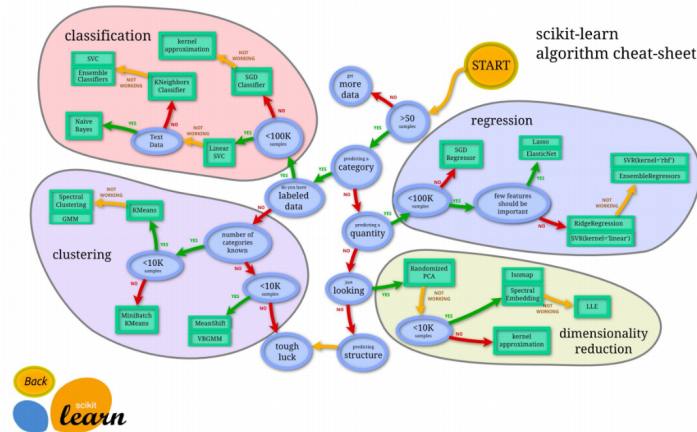 scikit-learn
algorithm cheat-sheet
START
get
more
data
NO
>50
samples
YES
predicting a
category
YES
NO
do you have
labeled
data
YES
NO
predicting a
quantity
YES
NO
just
looking
YES
NO
predicting
structure
tough
luck
classification
kernel
approximation
NOT
WORKING
SGD
Classifier
NO
<100K
samples
YES
Linear
SVC
NOT
WORKING
Text
Data
YES
Naive
Bayes
NO
KNeighbors
Classifier
NOT
WORKING
SVC
Ensemble
Classifiers
regression
SGD
Regressor
NO
<100K
samples
YES
few features
should be
important
YES
Lasso
ElasticNet
NO
RidgeRegression
SVR(kernel='linear')
NOT
WORKING
SVR(kernel='rbf')
EnsembleRegressors
clustering
Spectral
Clustering
GMM
NOT
WORKING
KMeans
YES
<10K
samples
NO
MiniBatch
KMeans
YES
number of
categories
known
NO
<10K
samples
YES
NO
MeanShift
VBGMM
dimensionality
reduction
Randomized
PCA
NOT
WORKING
<10K
samples
YES
Isomap
Spectral
Embedding
NOT
WORKING
LLE
NO
kernel
approximation
Back
scikit
learn